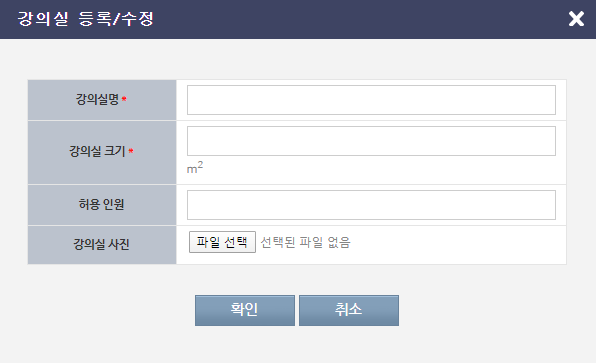 강의실 등록/수정
강의실명 *
강의실 크기 *
m²
허용 인원
강의실 사진 파일 선택 선택된 파일 없음
확인 취소